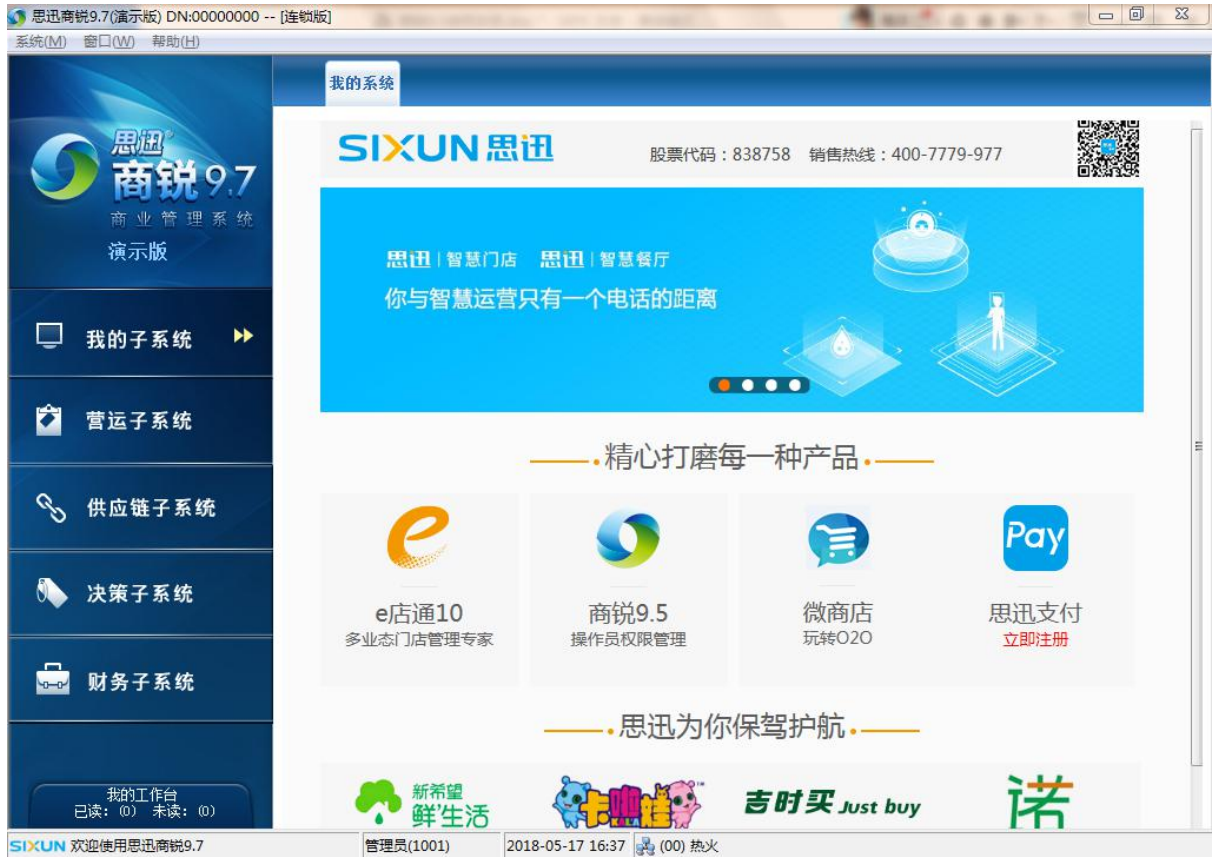 思迅商锐9.7(演示版) DN:00000000 -- [连锁版]
系统(M) 窗口(W) 帮助(H)
思迅®
商锐9.7
商业管理系统
演示版
我的子系统
营运子系统
供应链子系统
决策子系统
财务子系统
我的工作台
已读: (0) 未读: (0)
我的系统
SIXUN思迅 股票代码：838758 销售热线：400-7779-977
思迅|智慧门店 思迅|智慧餐厅
你与智慧运营只有一个电话的距离
精心打磨每一种产品
e
e店通10
多业态门店管理专家
商锐9.5
操作员权限管理
微商店
玩转O2O
Pay
思迅支付
立即注册
思迅为你保驾护航
新希望
鲜生活
卡啦娃
吉时买 Just buy
诺
SIXUN 欢迎使用思迅商锐9.7 管理员(1001) 2018-05-17 16:37 (00) 热火